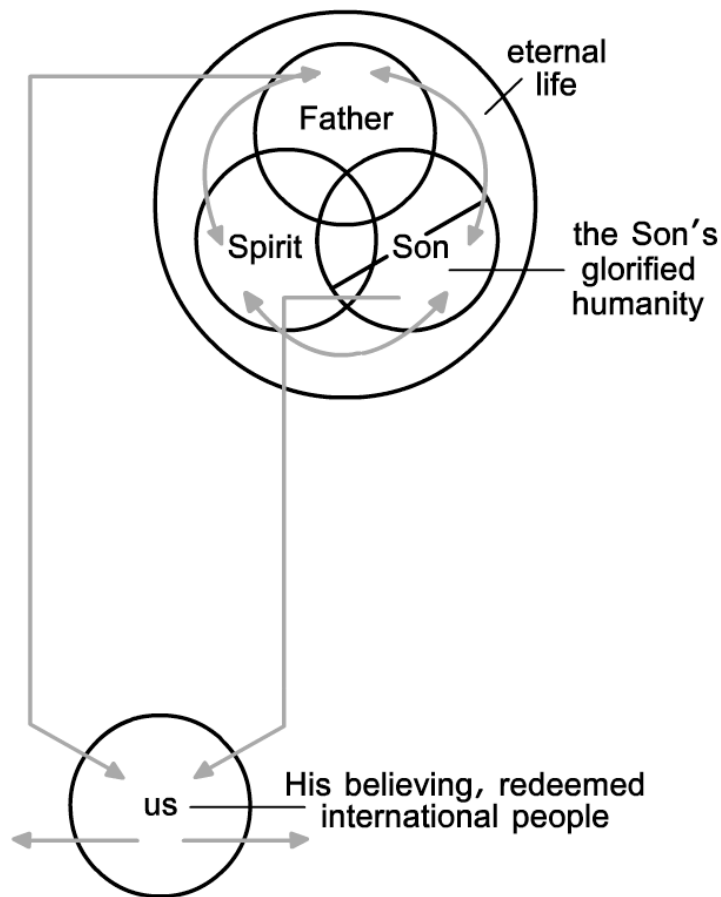 eternal
life
Father
Spirit
Son
the Son's
glorified
humanity
us
His believing, redeemed
international people